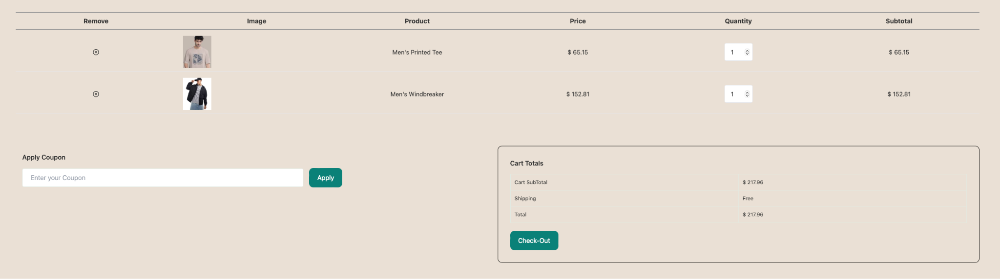 Remove Image Product Price Quantity Subtotal
Men's Printed Tee $ 65.15 1 $ 65.15
Men's Windbreaker $ 152.81 1 $ 152.81
Apply Coupon
Enter your Coupon Apply
Cart Totals
Cart SubTotal $ 217.96
Shipping Free
Total $ 217.96
Check-Out